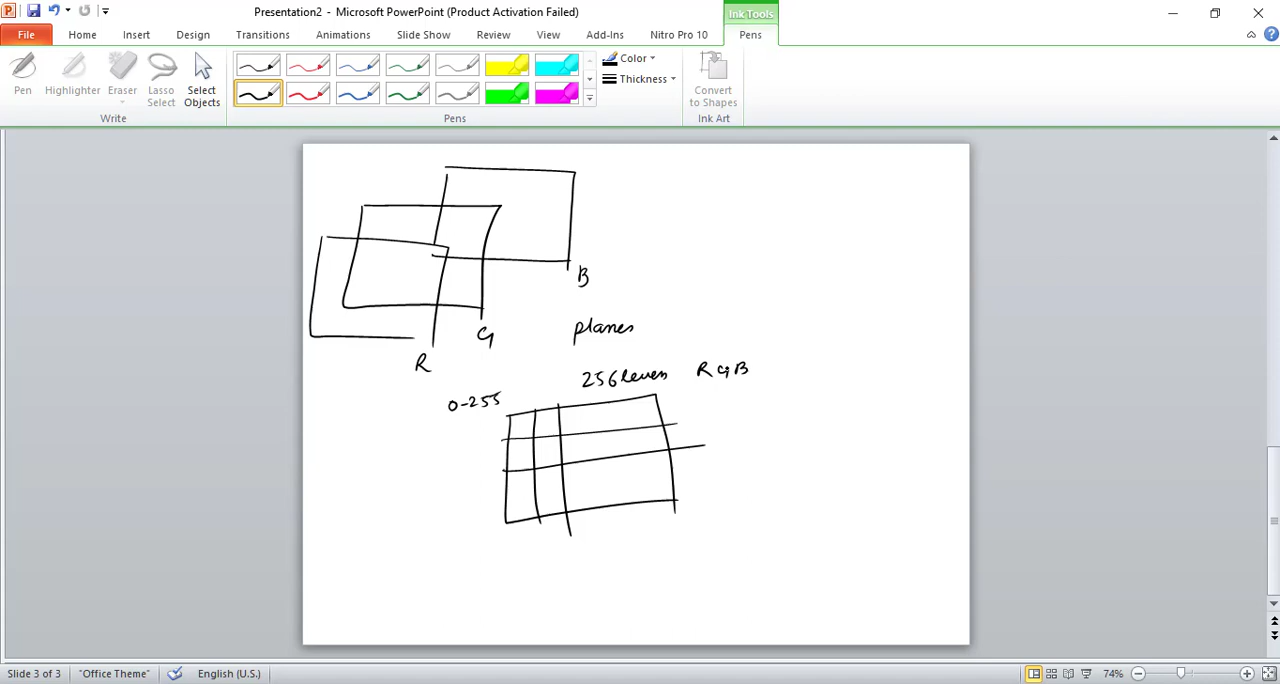 Presentation2 - Microsoft PowerPoint (Product Activation Failed)
Ink Tools
File Home Insert Design Transitions Animations Slide Show Review View Add-Ins Nitro Pro 10 Pens
Pen
Highlighter
Eraser
Lasso Select
Select Objects
Color
Thickness
Convert to Shapes
Write
Pens
Ink Art
B
G
planes
R
256 levels R G B
0-255
Slide 3 of 3
"Office Theme"
English (U.S.)
74%